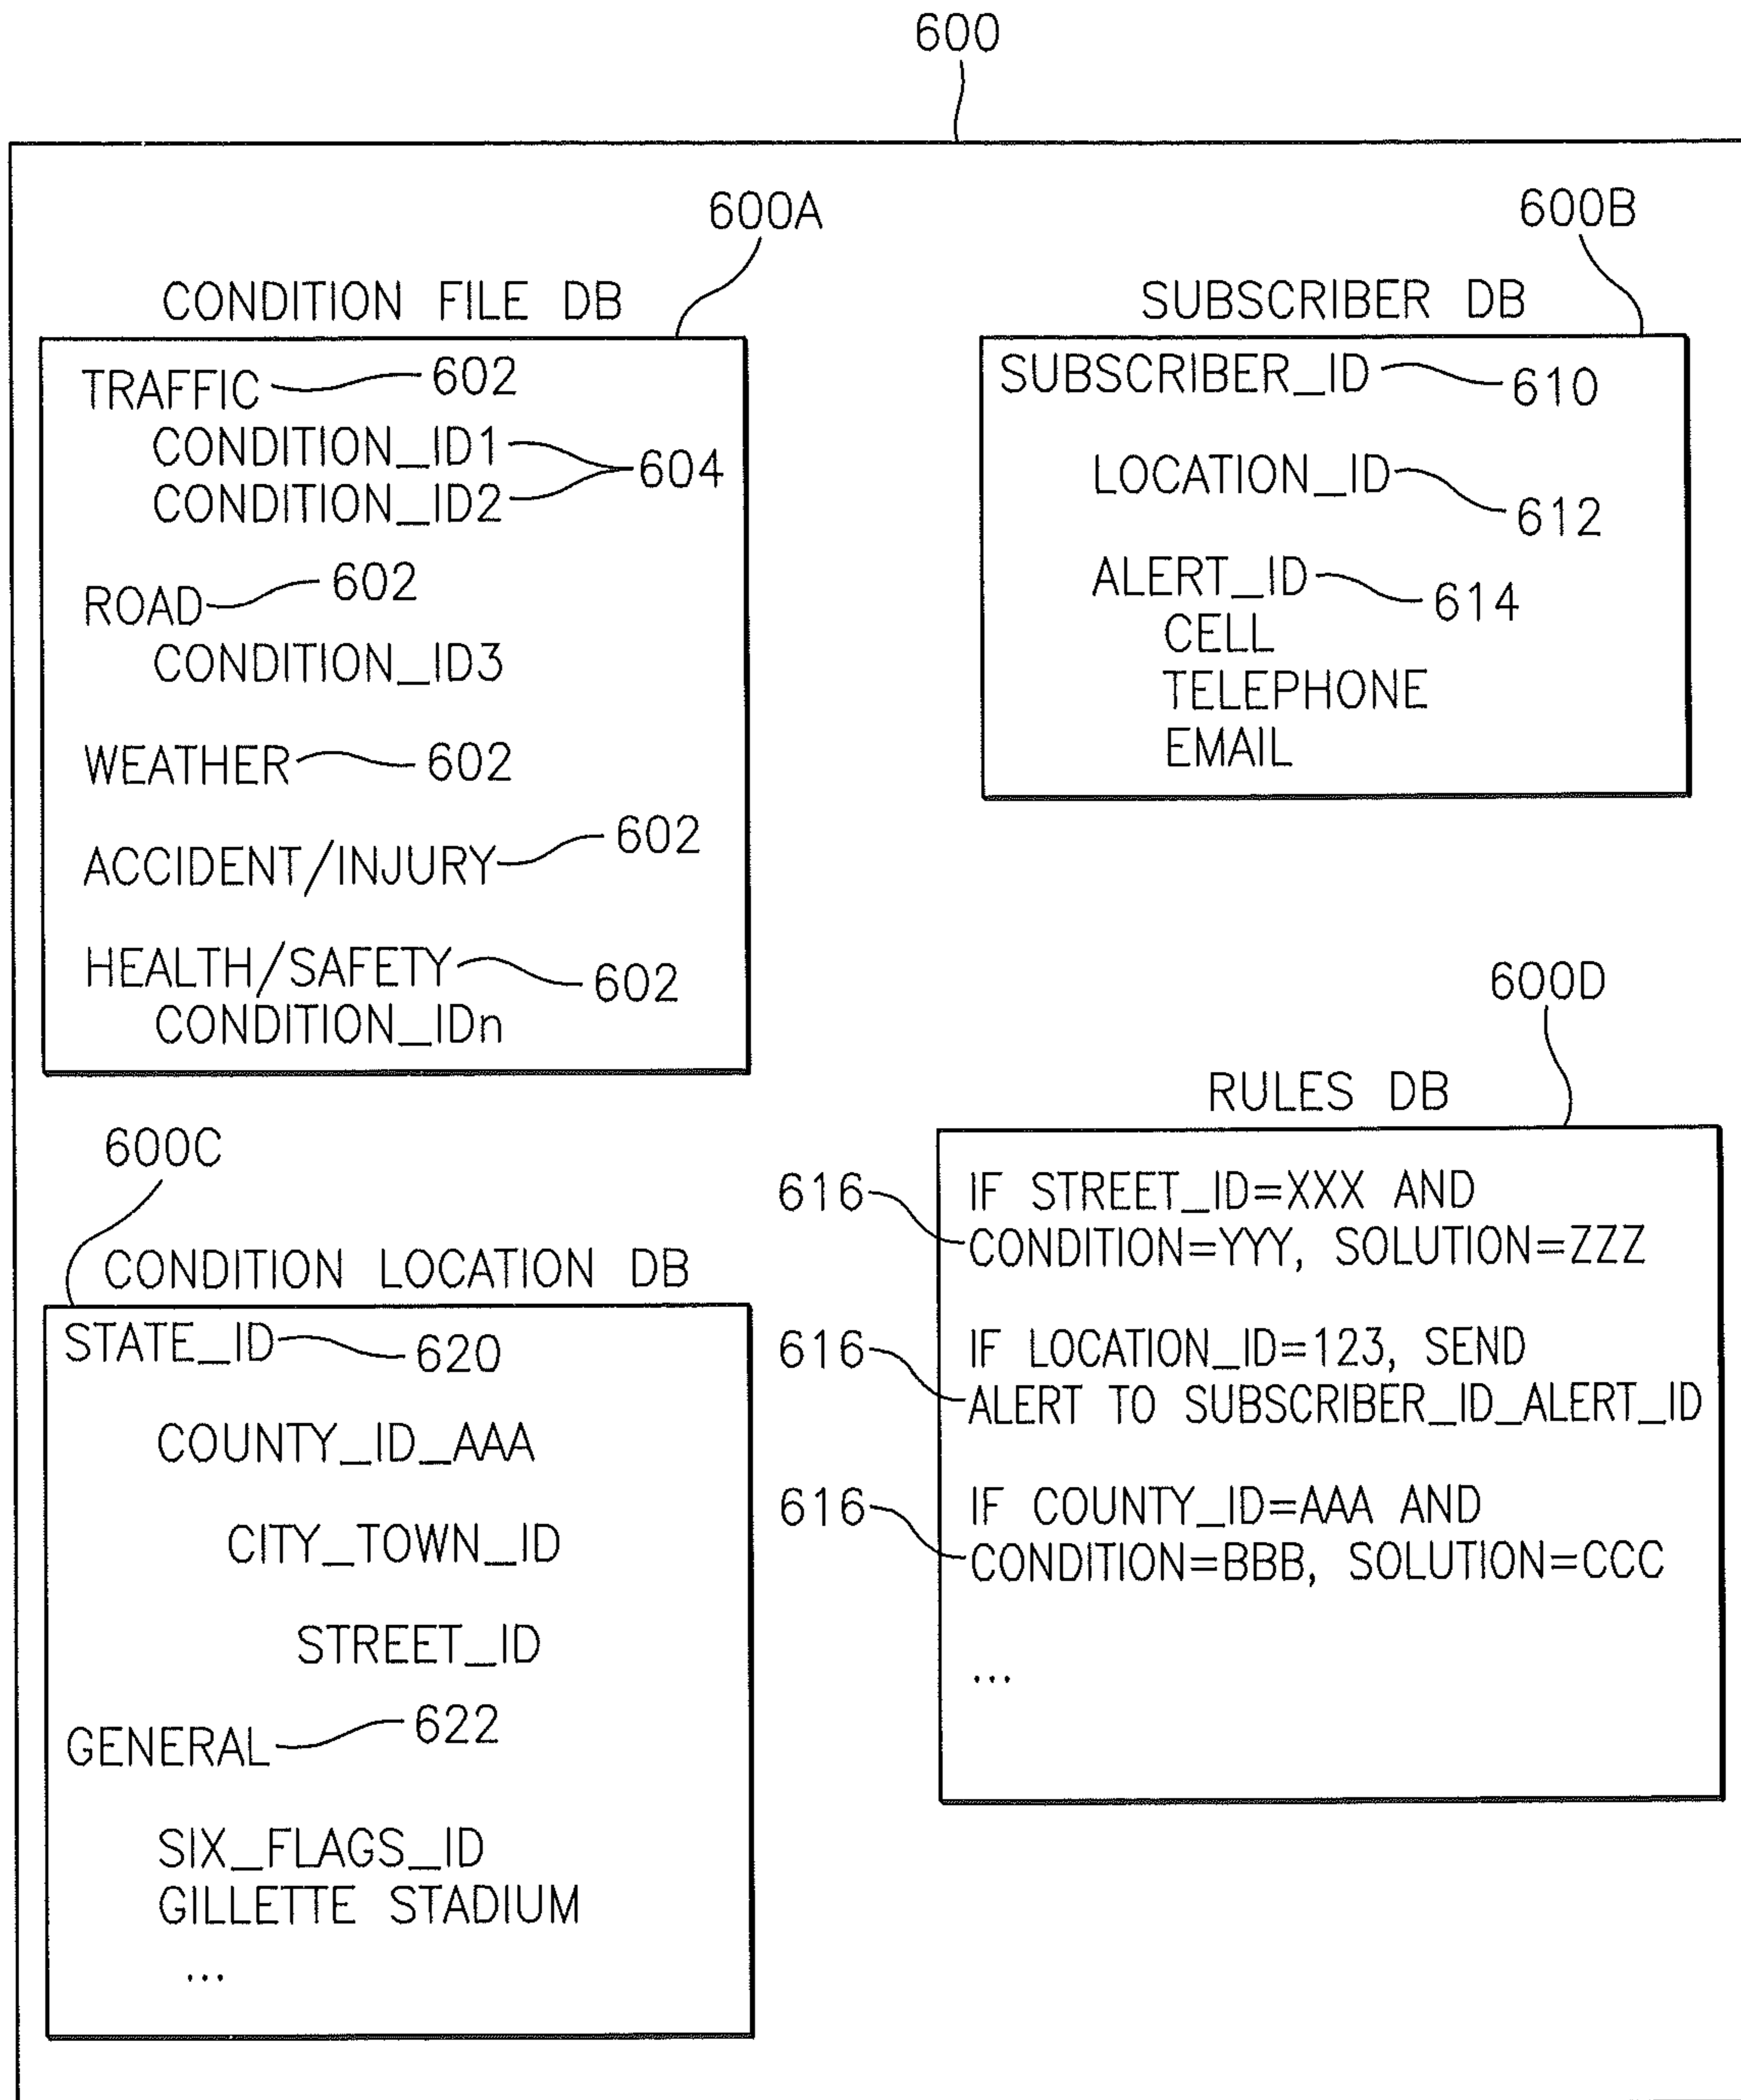 600
600A
CONDITION FILE DB
TRAFFIC 602
CONDITION_ID1
CONDITION_ID2
604
ROAD 602
CONDITION_ID3
WEATHER 602
ACCIDENT/INJURY 602
HEALTH/SAFETY 602
CONDITION_IDn
600B
SUBSCRIBER DB
SUBSCRIBER_ID 610
LOCATION_ID 612
ALERT_ID 614
CELL
TELEPHONE
EMAIL
600C
CONDITION LOCATION DB
STATE_ID 620
COUNTY_ID_AAA
CITY_TOWN_ID
STREET_ID
GENERAL 622
SIX_FLAGS_ID
GILLETTE STADIUM
...
600D
RULES DB
616 IF STREET_ID=XXX AND
CONDITION=YYY, SOLUTION=ZZZ
616 IF LOCATION_ID=123, SEND
ALERT TO SUBSCRIBER_ID_ALERT_ID
616 IF COUNTY_ID=AAA AND
CONDITION=BBB, SOLUTION=CCC
...